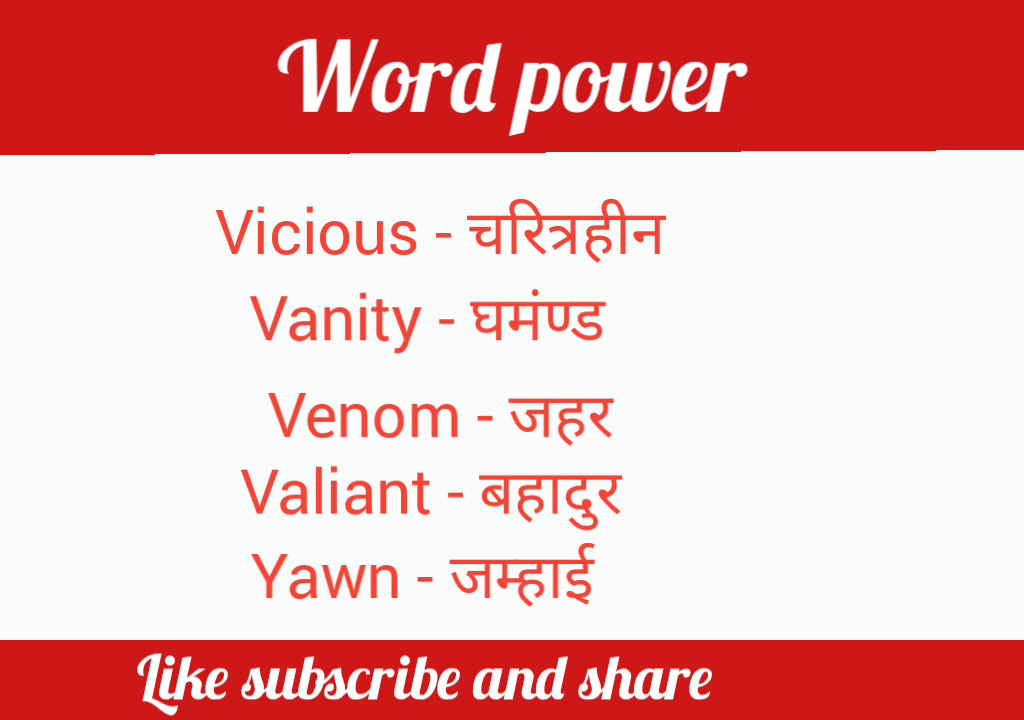 Word power
Vicious - चरित्रहीन
Vanity - घमंण्ड
Venom - जहर
Valiant - बहादुर
Yawn - जम्हाई
Like subscribe and share